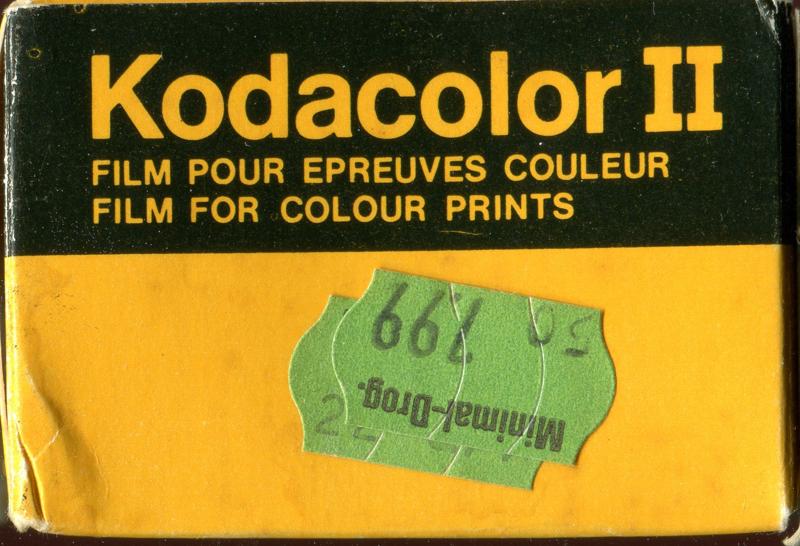 Kodacolor II
FILM POUR EPREUVES COULEUR
FILM FOR COLOUR PRINTS
Minimal-Drog.